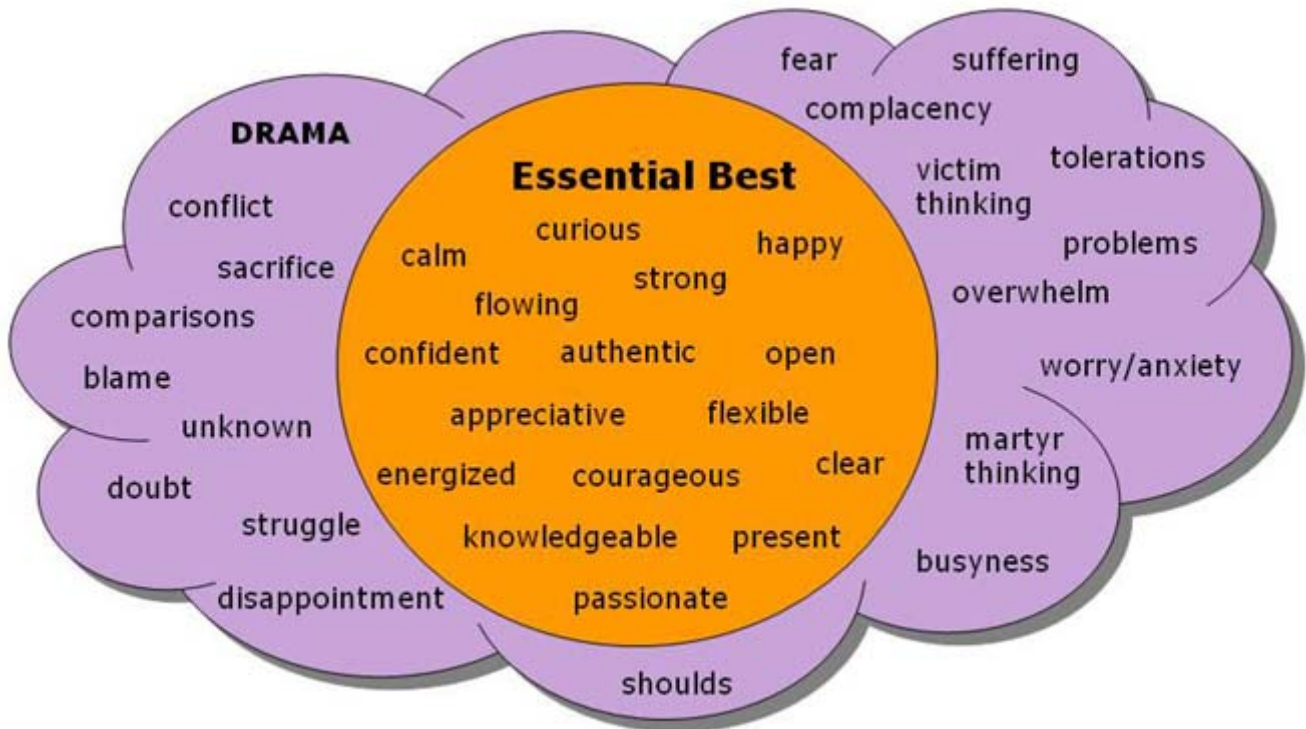 DRAMA
conflict
sacrifice
comparisons
blame
unknown
doubt
struggle
disappointment
Essential Best
curious
happy
calm
strong
flowing
confident
authentic
open
appreciative
flexible
energized
courageous
clear
knowledgeable
present
passionate
shoulds
fear
suffering
complacency
tolerations
victim
thinking
problems
overwhelm
worry/anxiety
martyr
thinking
busyness